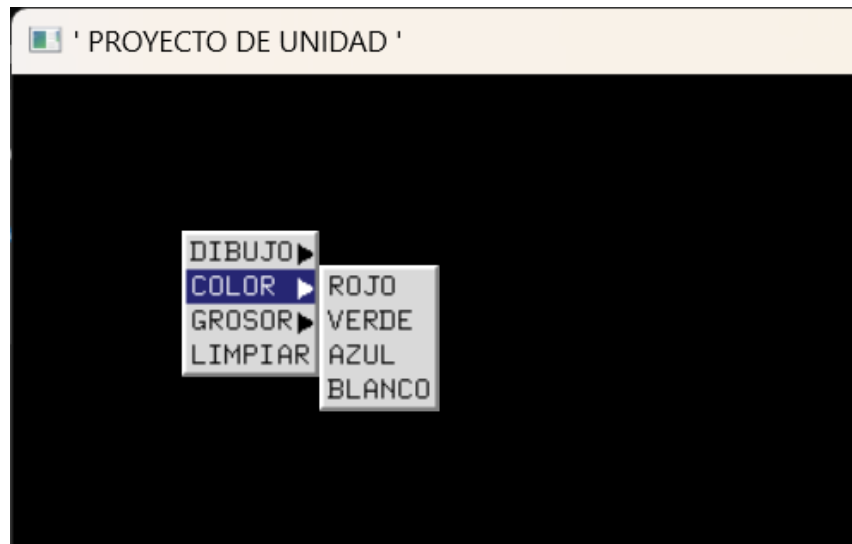 ' PROYECTO DE UNIDAD '
DIBUJO
COLOR
GROSOR
LIMPIAR
ROJO
VERDE
AZUL
BLANCO